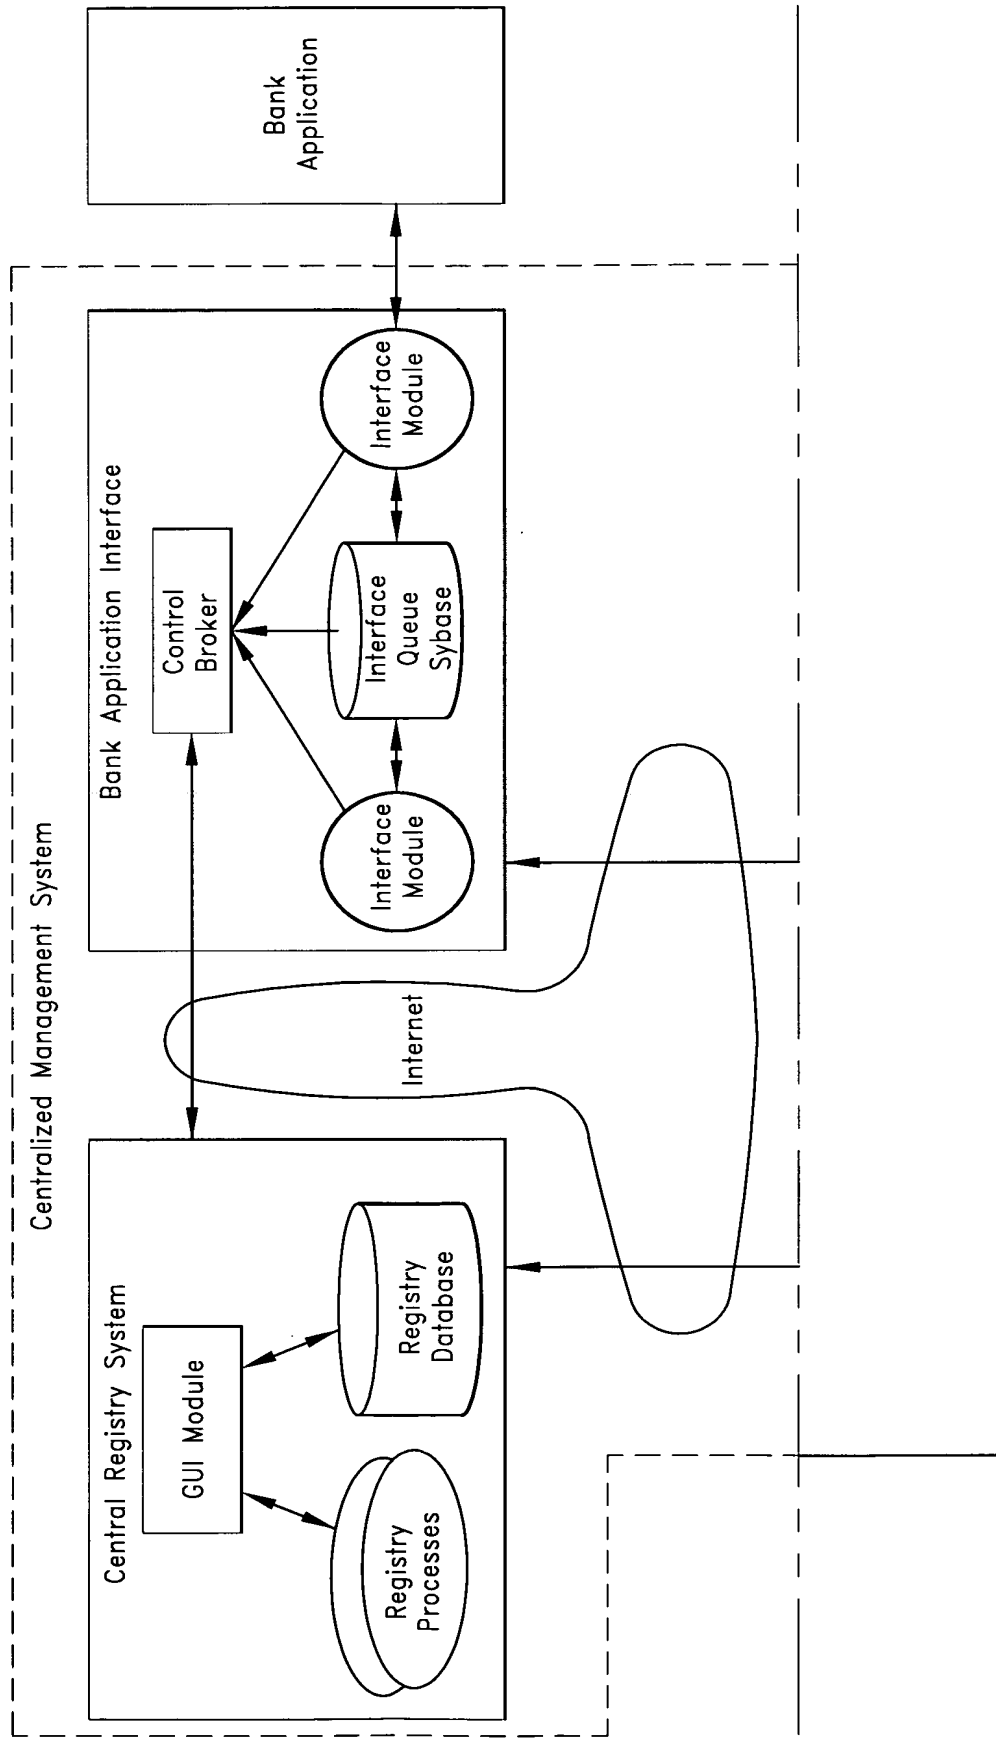 Centralized Management System
Central Registry System
GUI Module
Registry
Processes
Registry
Database
Internet
Bank Application Interface
Control
Broker
Interface
Module
Interface
Queue
Sybase
Interface
Module
Bank
Application